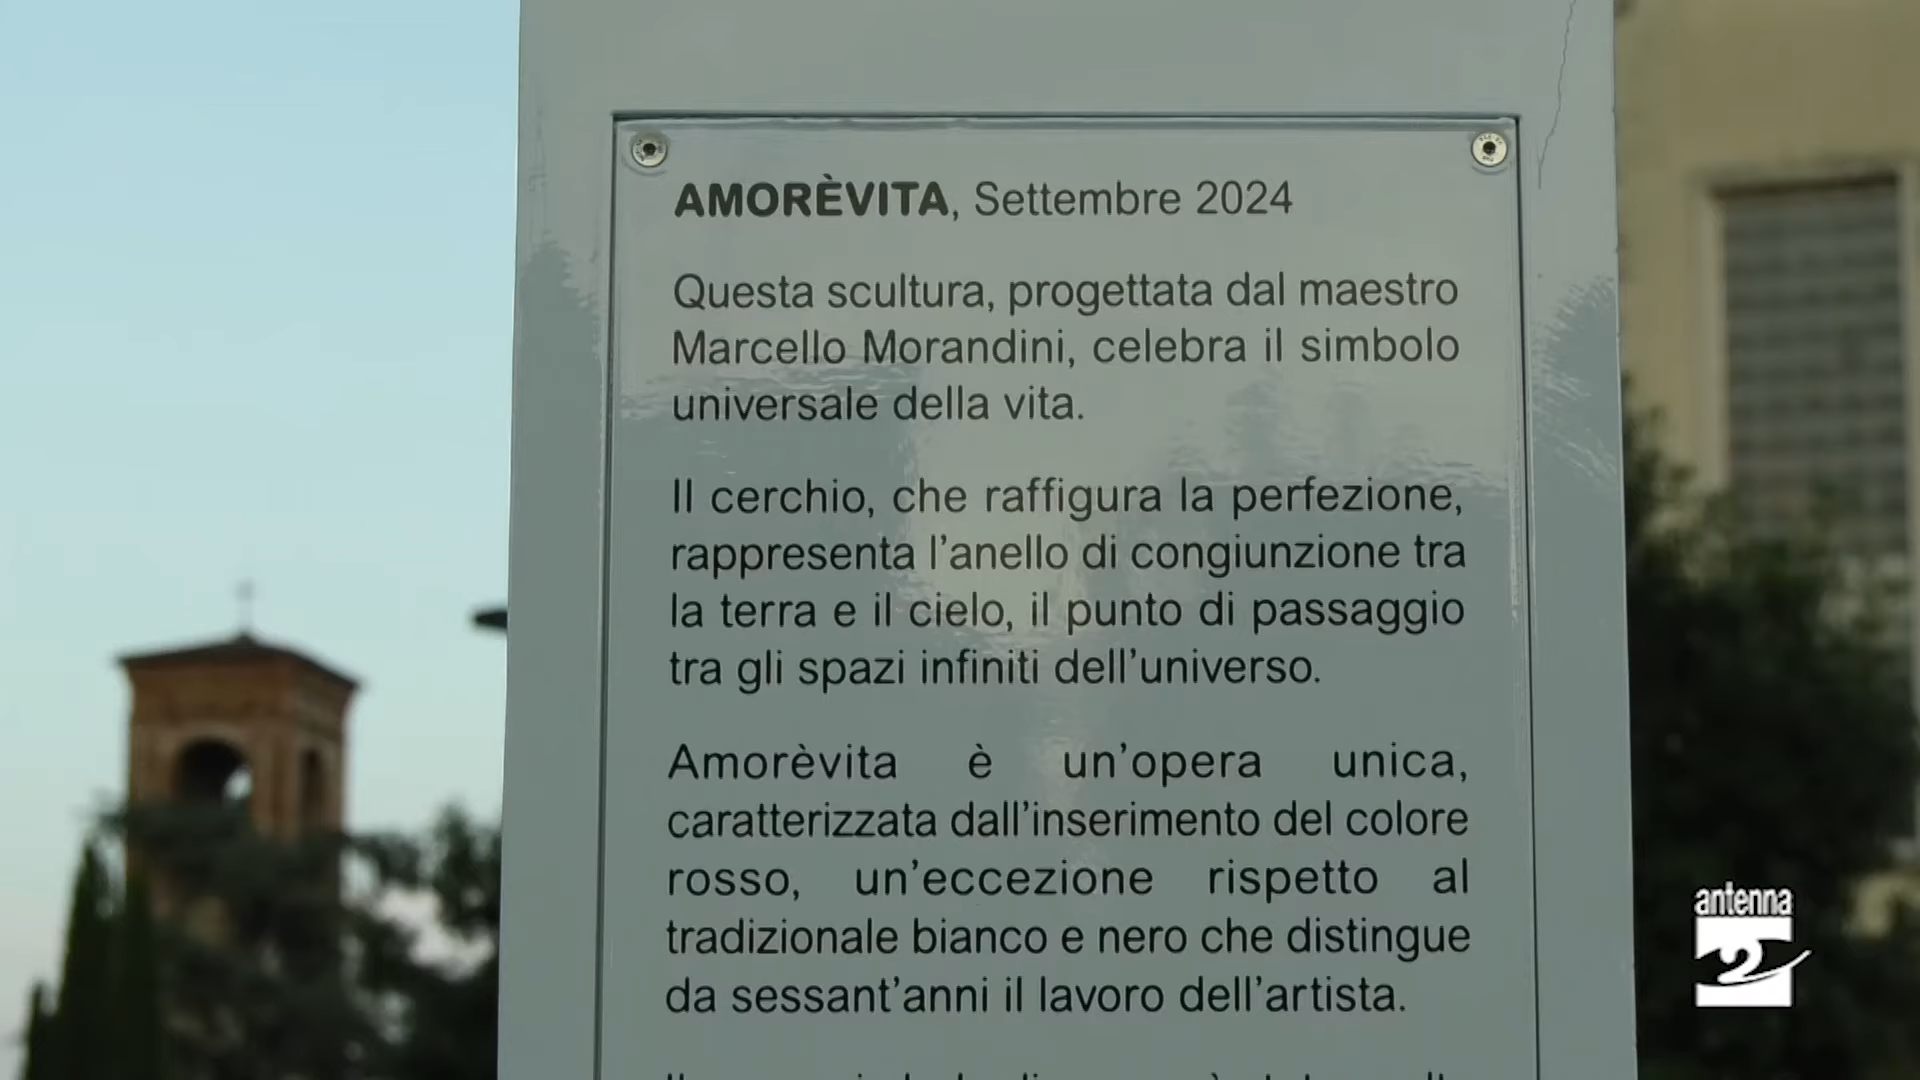 AMORÈVITA, Settembre 2024
Questa scultura, progettata dal maestro
Marcello Morandini, celebra il simbolo
universale della vita.
Il cerchio, che raffigura la perfezione,
rappresenta l'anello di congiunzione tra
la terra e il cielo, il punto di passaggio
tra gli spazi infiniti dell'universo.
Amorèvita è un'opera unica,
caratterizzata dall'inserimento del colore
rosso, un'eccezione rispetto al
tradizionale bianco e nero che distingue
da sessant'anni il lavoro dell'artista.
antenna
2